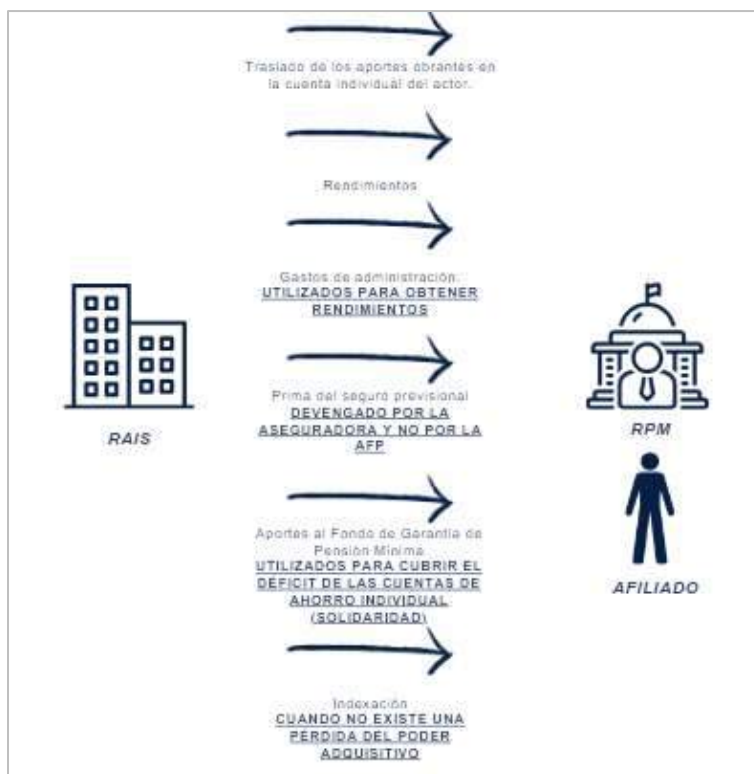 Traslado de los aportes obrantes en
la cuenta individual del actor.
Rendimientos
Gastos de administración.
UTILIZADOS PARA OBTENER
RENDIMIENTOS
Prima del seguro previsional
DEVENGADO POR LA
ASEGURADORA Y NO POR LA
AFP
RAIS
RPM
Aportes al Fondo de Garantía de
Pensión Mínima
UTILIZADOS PARA CUBRIR EL
DÉFICIT DE LAS CUENTAS DE
AHORRO INDIVIDUAL
(SOLIDARIDAD)
AFILIADO
Indexación
CUANDO NO EXISTE UNA
PÉRDIDA DEL PODER
ADQUISITIVO